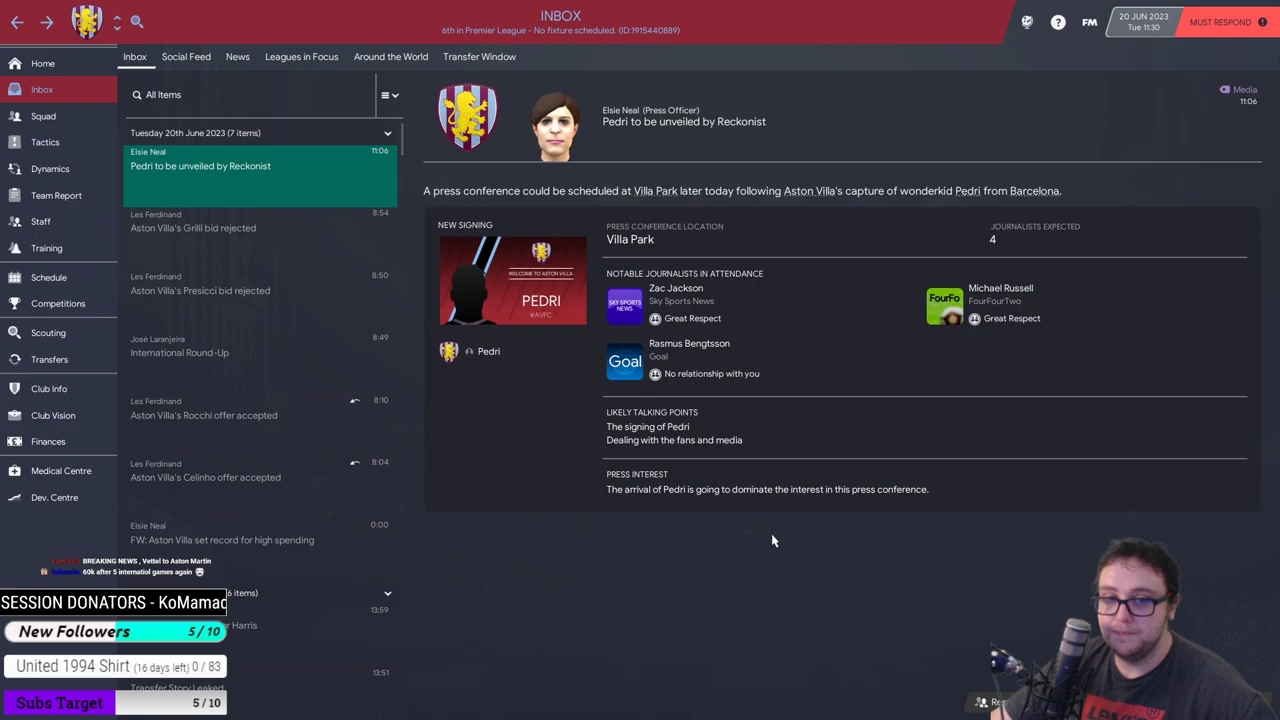 INBOX
6th in Premier League - No fixture scheduled. (ID:1915440889)
?
FM
20 JUN 2023
Tue 11:30
MUST RESPOND
Inbox
Social Feed
News
Leagues in Focus
Around the World
Transfer Window
Home
Inbox
Squad
Tactics
Dynamics
Team Report
Staff
Training
Schedule
Competitions
Scouting
Transfers
Club Info
Club Vision
Finances
Medical Centre
Dev. Centre
All Items
Tuesday 20th June 2023 (7 items)
Elsie Neal 11:06
Pedri to be unveiled by Reckonist
Les Ferdinand 8:54
Aston Villa's Grilli bid rejected
Les Ferdinand 8:50
Aston Villa's Presicci bid rejected
José Laranjeira 8:49
International Round-Up
Les Ferdinand 8:10
Aston Villa's Rocchi offer accepted
Les Ferdinand 8:04
Aston Villa's Celinho offer accepted
Elsie Neal 0:00
FW: Aston Villa set record for high spending
6 items)
13:59
r Harris
13:51
Transfer Story Leaked
Elsie Neal (Press Officer)
Pedri to be unveiled by Reckonist
Media
11:06
A press conference could be scheduled at Villa Park later today following Aston Villa's capture of wonderkid Pedri from Barcelona.
NEW SIGNING
WELCOME TO ASTON VILLA
PEDRI
#AVFC
Pedri
PRESS CONFERENCE LOCATION
Villa Park
JOURNALISTS EXPECTED
4
NOTABLE JOURNALISTS IN ATTENDANCE
SKY SPORTS NEWS
Zac Jackson
Sky Sports News
Great Respect
FourFo
Michael Russell
FourFourTwo
Great Respect
Goal
Rasmus Bengtsson
Goal
No relationship with you
LIKELY TALKING POINTS
The signing of Pedri
Dealing with the fans and media
PRESS INTEREST
The arrival of Pedri is going to dominate the interest in this press conference.
BREAKING NEWS , Vettel to Aston Martin
60k after 5 internatiol games again
SESSION DONATORS - KoMamad
New Followers 5 / 10
United 1994 Shirt (16 days left) 0 / 83
Subs Target 5 / 10
Re